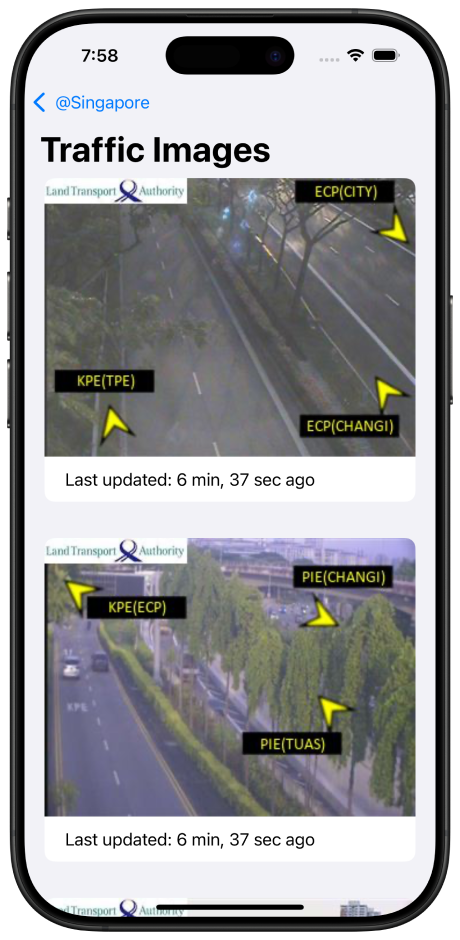 7:58
@Singapore
Traffic Images
Land Transport Authority
ECP(CITY)
KPE(TPE)
ECP(CHANGI)
Last updated: 6 min, 37 sec ago
Land Transport Authority
PIE(CHANGI)
KPE(ECP)
KPE
PIE(TUAS)
Last updated: 6 min, 37 sec ago
Land Transport Authority